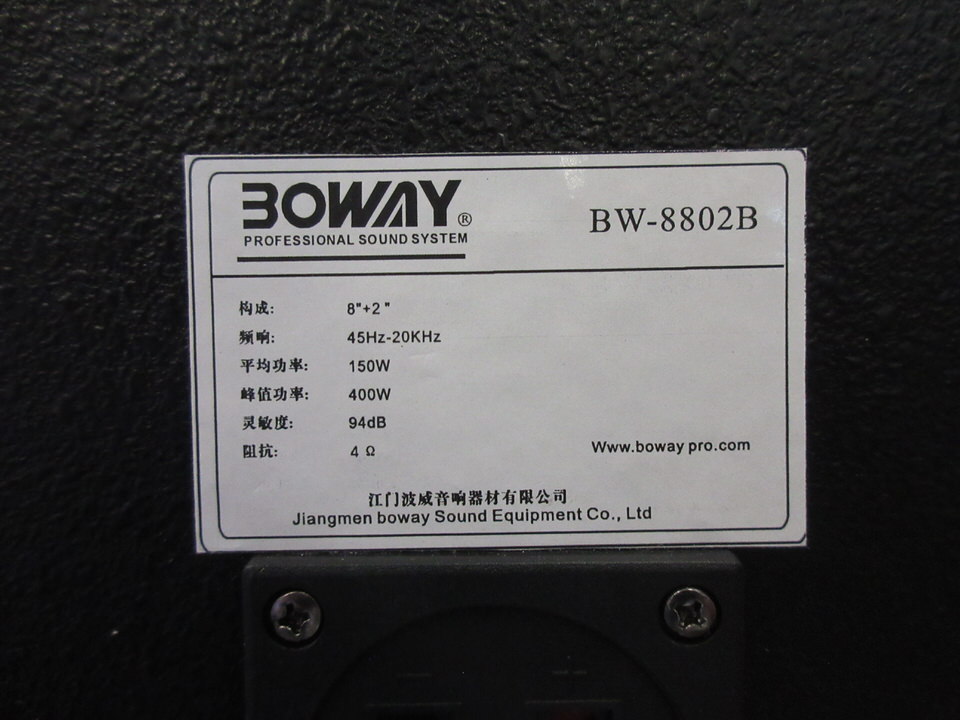 BOWAY®
PROFESSIONAL SOUND SYSTEM
BW-8802B
构成: 8"+2"
频响: 45Hz-20KHz
平均功率: 150W
峰值功率: 400W
灵敏度: 94dB
阻抗: 4 Ω
Www.boway pro.com
江门波威音响器材有限公司
Jiangmen boway Sound Equipment Co., Ltd